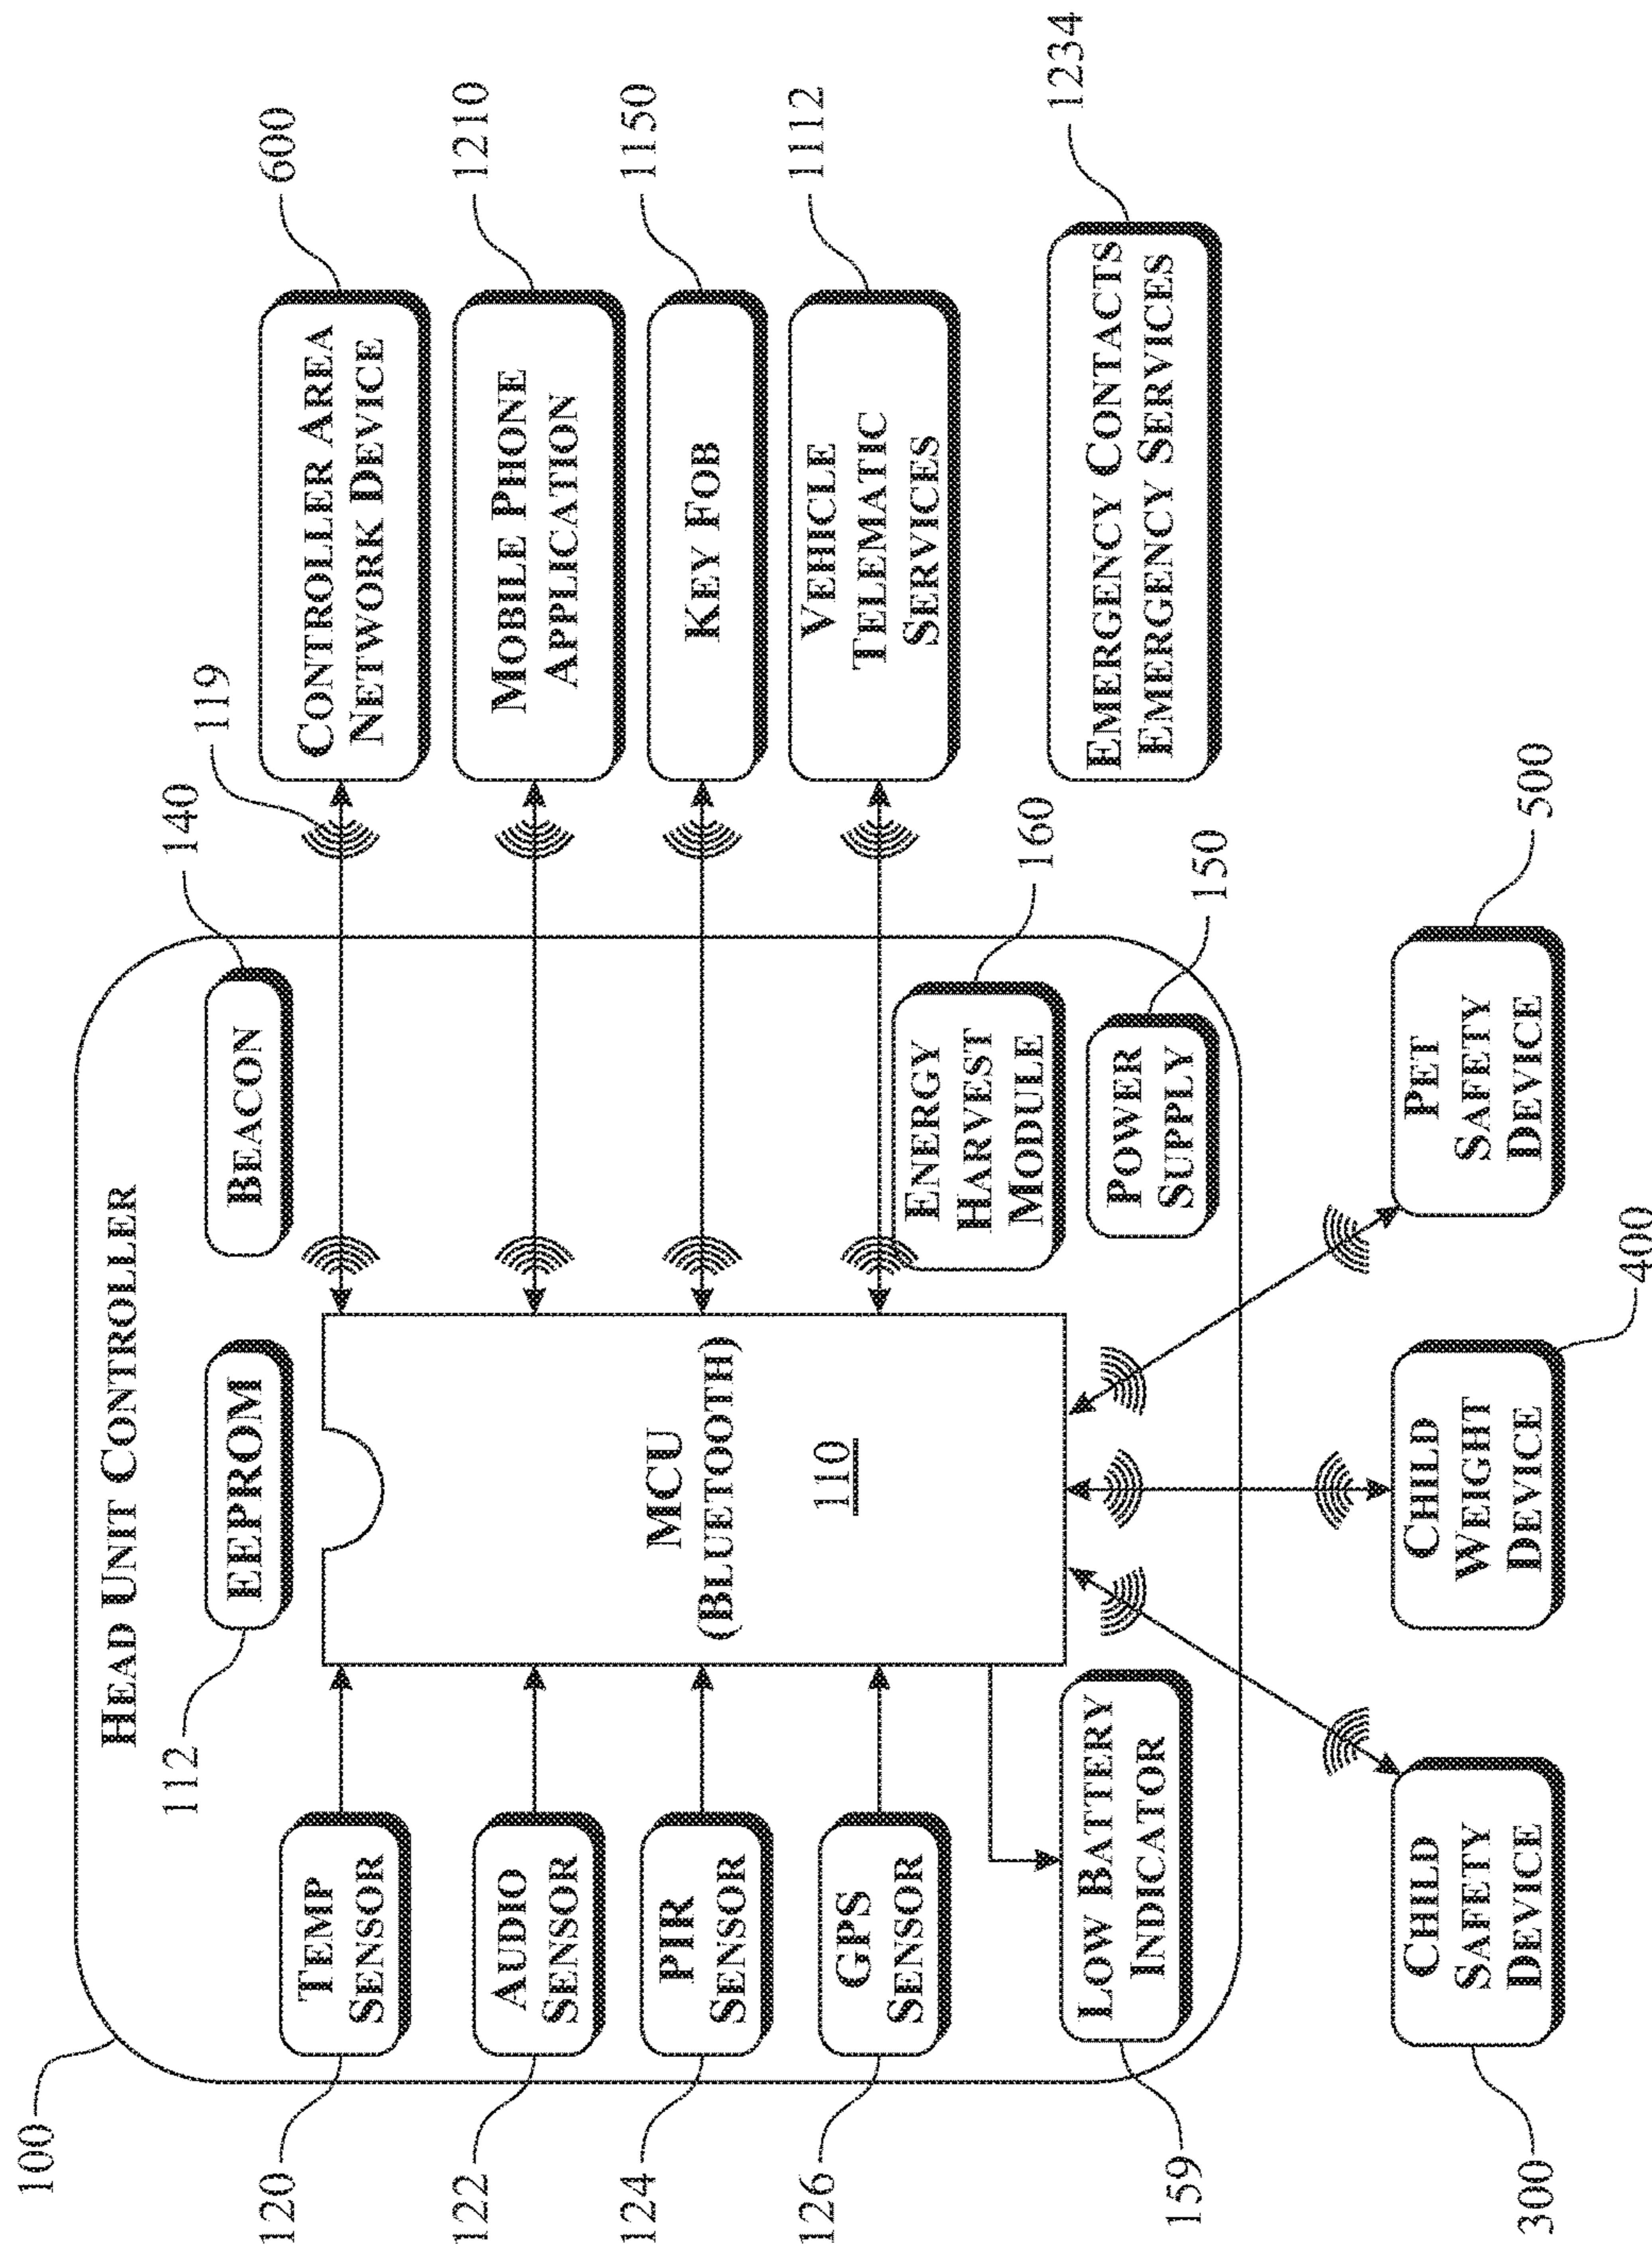 HEAD UNIT CONTROLLER
100
EEPROM
112
BEACON
140
119
TEMP
SENSOR
120
AUDIO
SENSOR
122
PIR
SENSOR
124
GPS
SENSOR
126
MCU
(BLUETOOTH)
110
LOW BATTERY
INDICATOR
159
ENERGY
HARVEST
MODULE
160
POWER
SUPPLY
150
CONTROLLER AREA
NETWORK DEVICE
600
MOBILE PHONE
APPLICATION
1210
KEY FOB
1150
VEHICLE
TELEMATIC
SERVICES
1112
EMERGENCY CONTACTS
EMERGENCY SERVICES
1234
CHILD
SAFETY
DEVICE
300
CHILD
WEIGHT
DEVICE
400
PET
SAFETY
DEVICE
500